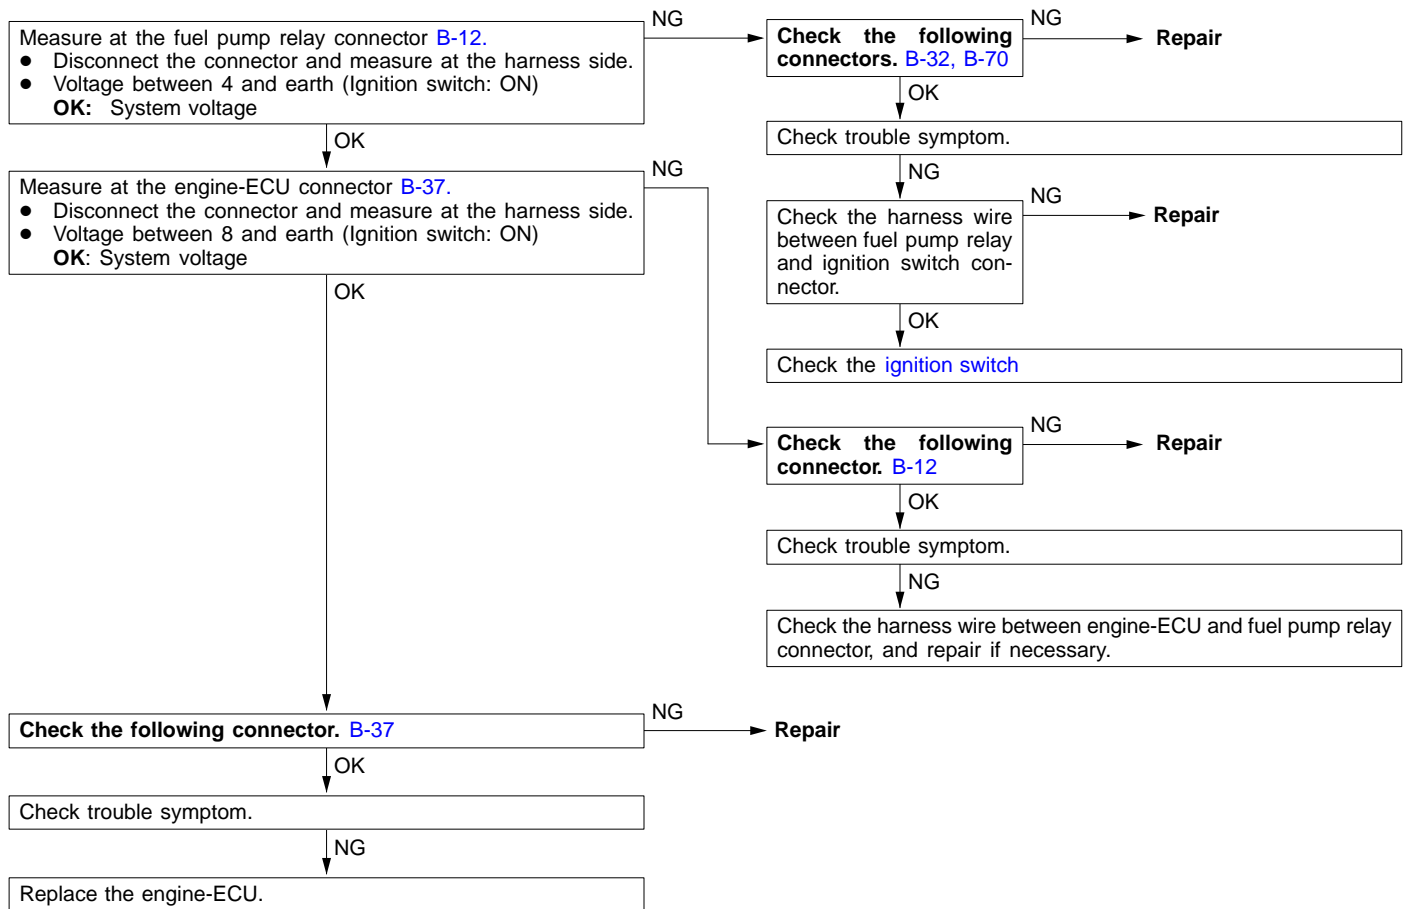 Measure at the fuel pump relay connector B-12.
● Disconnect the connector and measure at the harness side.
● Voltage between 4 and earth (Ignition switch: ON)
OK: System voltage
NG
Check the following
connectors. B-32, B-70
NG
Repair
OK
Check trouble symptom.
NG
Check the harness wire
between fuel pump relay
and ignition switch con-
nector.
NG
Repair
OK
Check the ignition switch
OK
Measure at the engine-ECU connector B-37.
● Disconnect the connector and measure at the harness side.
● Voltage between 8 and earth (Ignition switch: ON)
OK: System voltage
NG
Check the following
connector. B-12
NG
Repair
OK
Check trouble symptom.
NG
Check the harness wire between engine-ECU and fuel pump relay
connector, and repair if necessary.
OK
Check the following connector. B-37
NG
Repair
OK
Check trouble symptom.
NG
Replace the engine-ECU.